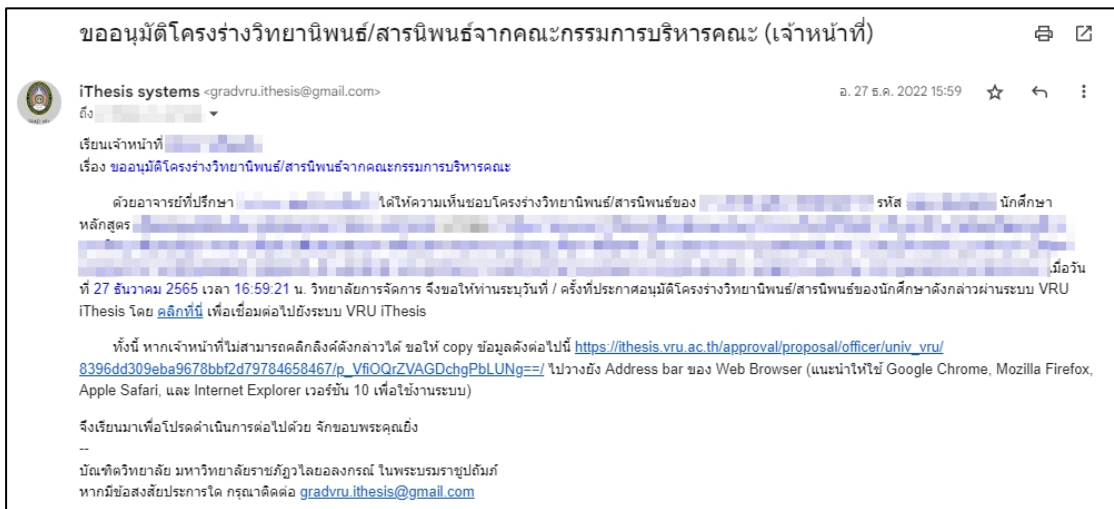 ขออนุมัติโครงร่างวิทยานิพนธ์/สารนิพนธ์จากคณะกรรมการบริหารคณะ (เจ้าหน้าที่)
iThesis systems <gradvru.ithesis@gmail.com>
อ. 27 ธ.ค. 2022 15:59
ถึง
เรียนเจ้าหน้าที่
เรื่อง ขออนุมัติโครงร่างวิทยานิพนธ์/สารนิพนธ์จากคณะกรรมการบริหารคณะ
ด้วยอาจารย์ที่ปรึกษา ได้ให้ความเห็นชอบโครงร่างวิทยานิพนธ์/สารนิพนธ์ของ รหัส นักศึกษา
หลักสูตร
เมื่อวัน
ที่ 27 ธันวาคม 2565 เวลา 16:59:21 น. วิทยาลัยการจัดการ จึงขอให้ท่านระบุวันที่ / ครั้งที่ประกาศอนุมัติโครงร่างวิทยานิพนธ์/สารนิพนธ์ของนักศึกษาดังกล่าวผ่านระบบ VRU
iThesis โดย คลิกที่นี่ เพื่อเชื่อมต่อไปยังระบบ VRU iThesis
ทั้งนี้ หากเจ้าหน้าที่ไม่สามารถคลิกลิงค์ดังกล่าวได้ ขอให้ copy ข้อมูลดังต่อไปนี้ https://ithesis.vru.ac.th/approval/proposal/officer/univ_vru/
8396dd309eba9678bbf2d79784658467/p_VfiOQrZVAGDchgPbLUNg==/ ไปวางยัง Address bar ของ Web Browser (แนะนำให้ใช้ Google Chrome, Mozilla Firefox,
Apple Safari, และ Internet Explorer เวอร์ชัน 10 เพื่อใช้งานระบบ)
จึงเรียนมาเพื่อโปรดดำเนินการต่อไปด้วย จักขอบพระคุณยิ่ง
--
บัณฑิตวิทยาลัย มหาวิทยาลัยราชภัฏวไลยอลงกรณ์ ในพระบรมราชูปถัมภ์
หากมีข้อสงสัยประการใด กรุณาติดต่อ gradvru.ithesis@gmail.com